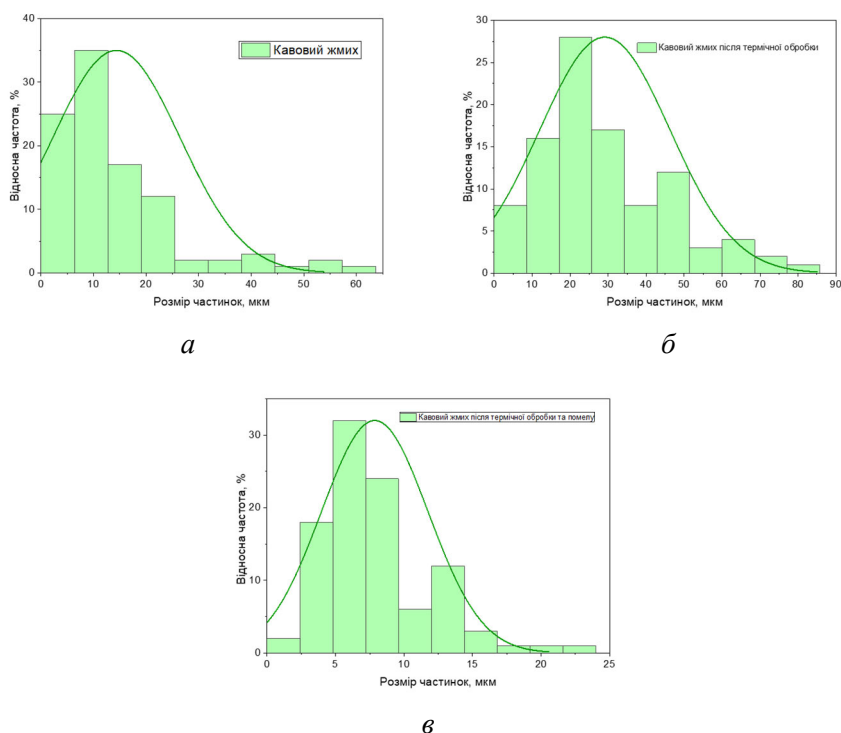 40
30
20
10
0
Відносна частота, %
Кавовий жмих
0 10 20 30 40 50 60
Розмір частинок, мкм
а
30
25
20
15
10
5
0
Відносна частота, %
Кавовий жмих після термічної обробки
0 10 20 30 40 50 60 70 80 90
Розмір частинок, мкм
б
30
20
10
0
Відносна частота, %
Кавовий жмих після термічної обробки та помелу
0 5 10 15 20 25
Розмір частинок, мкм
в